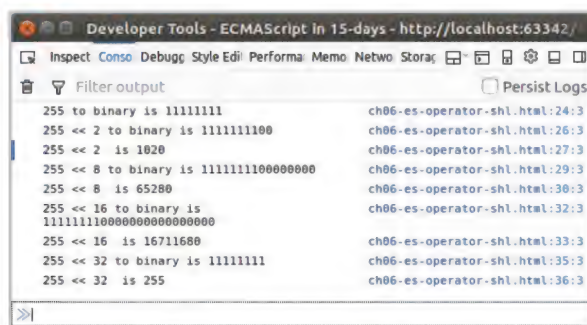 Developer Tools - ECMAScript in 15-days - http://localhost:63342/
Inspect Conso Debugg Style Edi Performa Memo Netwo Storag
Filter output Persist Logs
255 to binary is 11111111 ch06-es-operator-shl.html:24:3
255 << 2 to binary is 1111111100 ch06-es-operator-shl.html:26:3
255 << 2 is 1020 ch06-es-operator-shl.html:27:3
255 << 8 to binary is 1111111100000000 ch06-es-operator-shl.html:29:3
255 << 8 is 65280 ch06-es-operator-shl.html:30:3
255 << 16 to binary is ch06-es-operator-shl.html:32:3
111111110000000000000000
255 << 16 is 16711680 ch06-es-operator-shl.html:33:3
255 << 32 to binary is 11111111 ch06-es-operator-shl.html:35:3
255 << 32 is 255 ch06-es-operator-shl.html:36:3